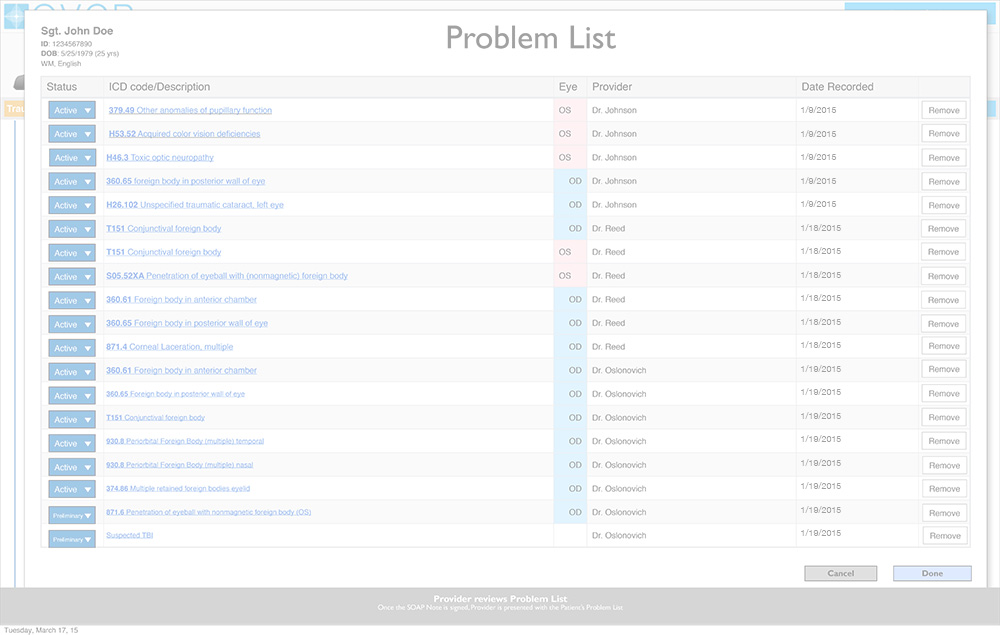 Sgt. John Doe
ID: 1234567890
DOB: 5/25/1979 (25 yrs)
WM, English
Problem List
Status ICD code/Description Eye Provider Date Recorded
Active 379.49 Other anomalies of pupillary function OS Dr. Johnson 1/9/2015 Remove
Active H53.52 Acquired color vision deficiencies OS Dr. Johnson 1/9/2015 Remove
Active H46.3 Toxic optic neuropathy OS Dr. Johnson 1/9/2015 Remove
Active 360.65 foreign body in posterior wall of eye OD Dr. Johnson 1/9/2015 Remove
Active H26.102 Unspecified traumatic cataract, left eye OD Dr. Johnson 1/9/2015 Remove
Active T151 Conjunctival foreign body OD Dr. Reed 1/18/2015 Remove
Active T151 Conjunctival foreign body OS Dr. Reed 1/18/2015 Remove
Active S05.52XA Penetration of eyeball with (nonmagnetic) foreign body OS Dr. Reed 1/18/2015 Remove
Active 360.61 Foreign body in anterior chamber OD Dr. Reed 1/18/2015 Remove
Active 360.65 Foreign body in posterior wall of eye OD Dr. Reed 1/18/2015 Remove
Active 871.4 Corneal Laceration, multiple OD Dr. Reed 1/18/2015 Remove
Active 360.61 Foreign body in anterior chamber OD Dr. Oslonovich 1/19/2015 Remove
Active 360.65 Foreign body in posterior wall of eye OD Dr. Oslonovich 1/19/2015 Remove
Active T151 Conjunctival foreign body OD Dr. Oslonovich 1/19/2015 Remove
Active 930.8 Periorbital Foreign Body (multiple) temporal OD Dr. Oslonovich 1/19/2015 Remove
Active 930.8 Periorbital Foreign Body (multiple) nasal OD Dr. Oslonovich 1/19/2015 Remove
Active 374.86 Multiple retained foreign bodies eyelid OD Dr. Oslonovich 1/19/2015 Remove
Preliminary 871.6 Penetration of eyeball with nonmagnetic foreign body (OS) OD Dr. Oslonovich 1/19/2015 Remove
Preliminary Suspected TBI Dr. Oslonovich 1/19/2015 Remove
Cancel Done
Provider reviews Problem List
Once the SOAP Note is signed, Provider is presented with the Patient's Problem List
Tuesday, March 17, 15